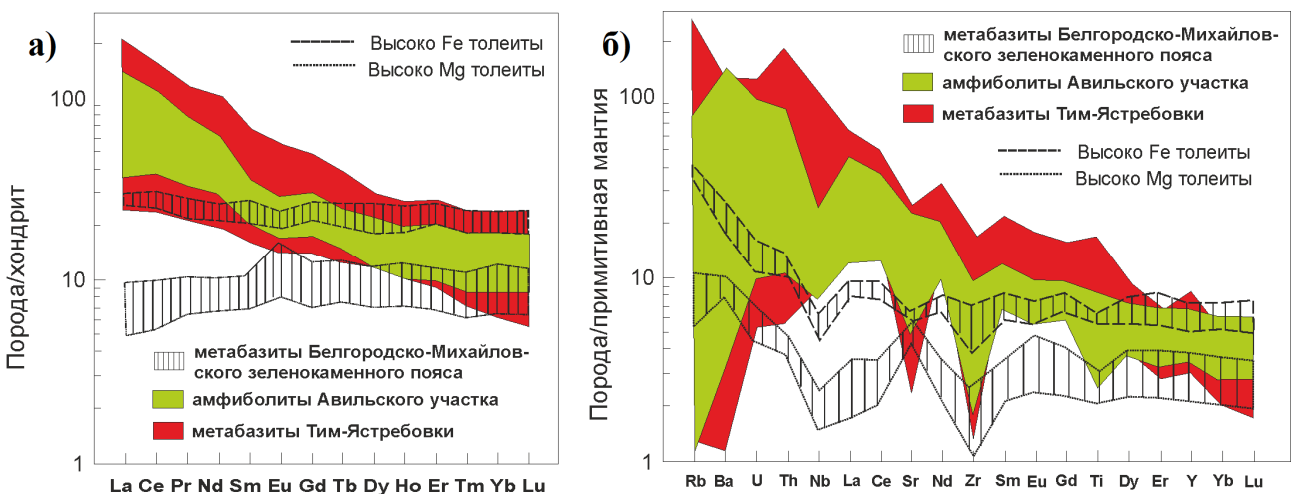 а)
Порода/хондрит
100
10
1
Высоко Fe толеиты
Высоко Mg толеиты
метабазиты Белгородско-Михайлов-
ского зеленокаменного пояса
амфиболиты Авильского участка
метабазиты Тим-Ястребовки
La Ce Pr Nd Sm Eu Gd Tb Dy Ho Er Tm Yb Lu
б)
Порода/примитивная мантия
100
10
1
метабазиты Белгородско-Михайлов-
ского зеленокаменного пояса
амфиболиты Авильского участка
метабазиты Тим-Ястребовки
Высоко Fe толеиты
Высоко Mg толеиты
Rb Ba U Th Nb La Ce Sr Nd Zr Sm Eu Gd Ti Dy Er Y Yb Lu